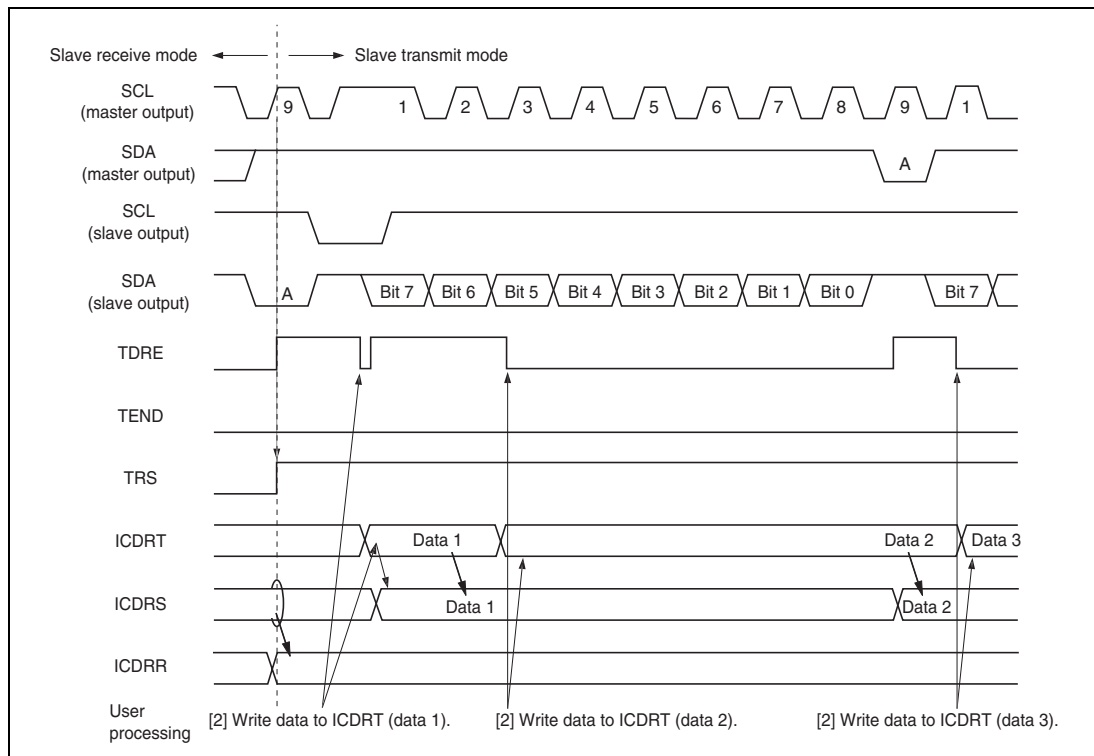 Slave receive mode
Slave transmit mode
SCL
(master output)
9 1 2 3 4 5 6 7 8 9 1
SDA
(master output)
A
SCL
(slave output)
SDA
(slave output)
A Bit 7 Bit 6 Bit 5 Bit 4 Bit 3 Bit 2 Bit 1 Bit 0 Bit 7
TDRE
TEND
TRS
ICDRT
Data 1 Data 2 Data 3
ICDRS
Data 1 Data 2
ICDRR
User
processing
[2] Write data to ICDRT (data 1).
[2] Write data to ICDRT (data 2).
[2] Write data to ICDRT (data 3).